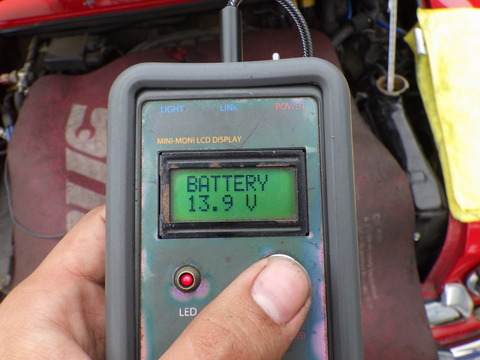 LIGHT LINK POWER
MINI-MONI LCD DISPLAY
BATTERY
13.9 V
LED